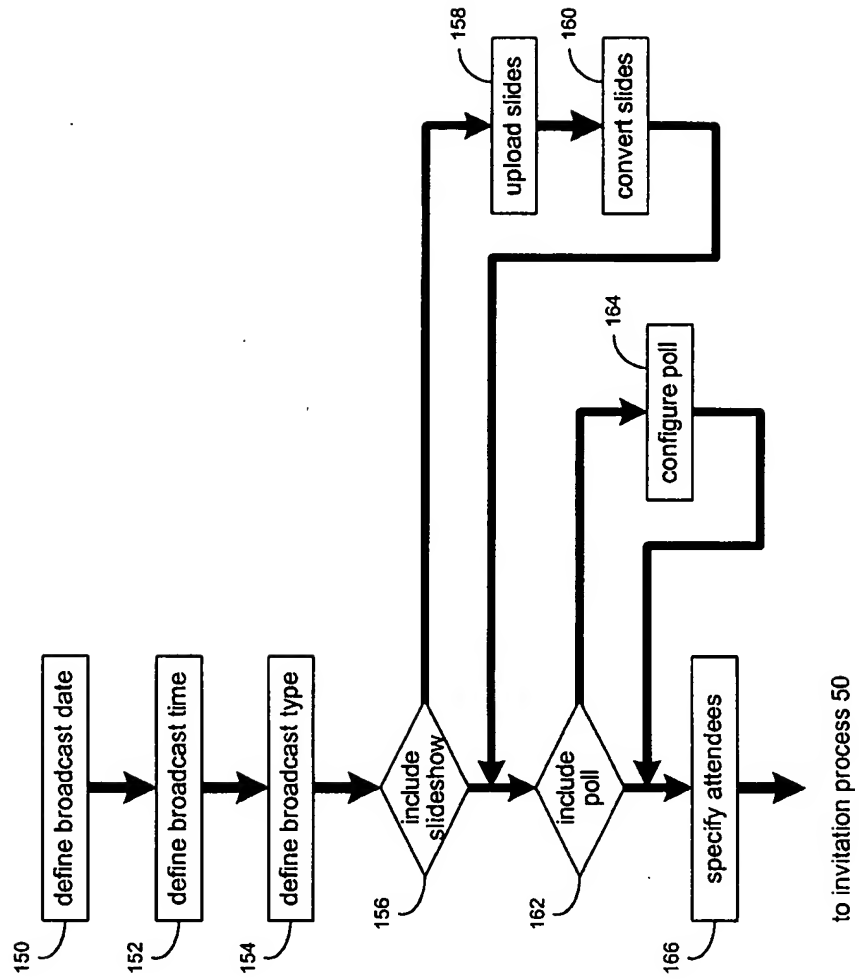 150
define broadcast date
152
define broadcast time
154
define broadcast type
156
include
slideshow
158
upload slides
160
convert slides
162
include
poll
164
configure poll
166
specify attendees
to invitation process 50